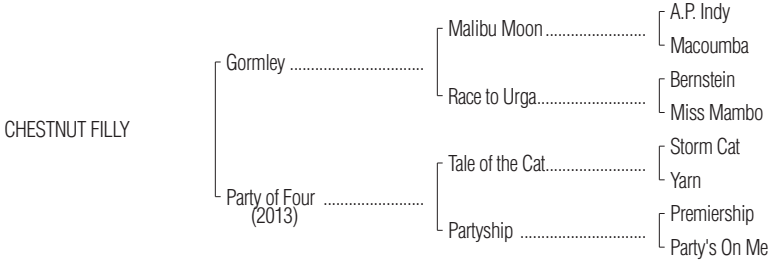 A.P. Indy
Malibu Moon ........................
Macoumba
Gormley ................................
Bernstein
Race to Urga..........................
Miss Mambo
CHESTNUT FILLY
Storm Cat
Tale of the Cat........................
Yarn
Party of Four ........................
(2013)
Premiership
Partyship ..............................
Party's On Me